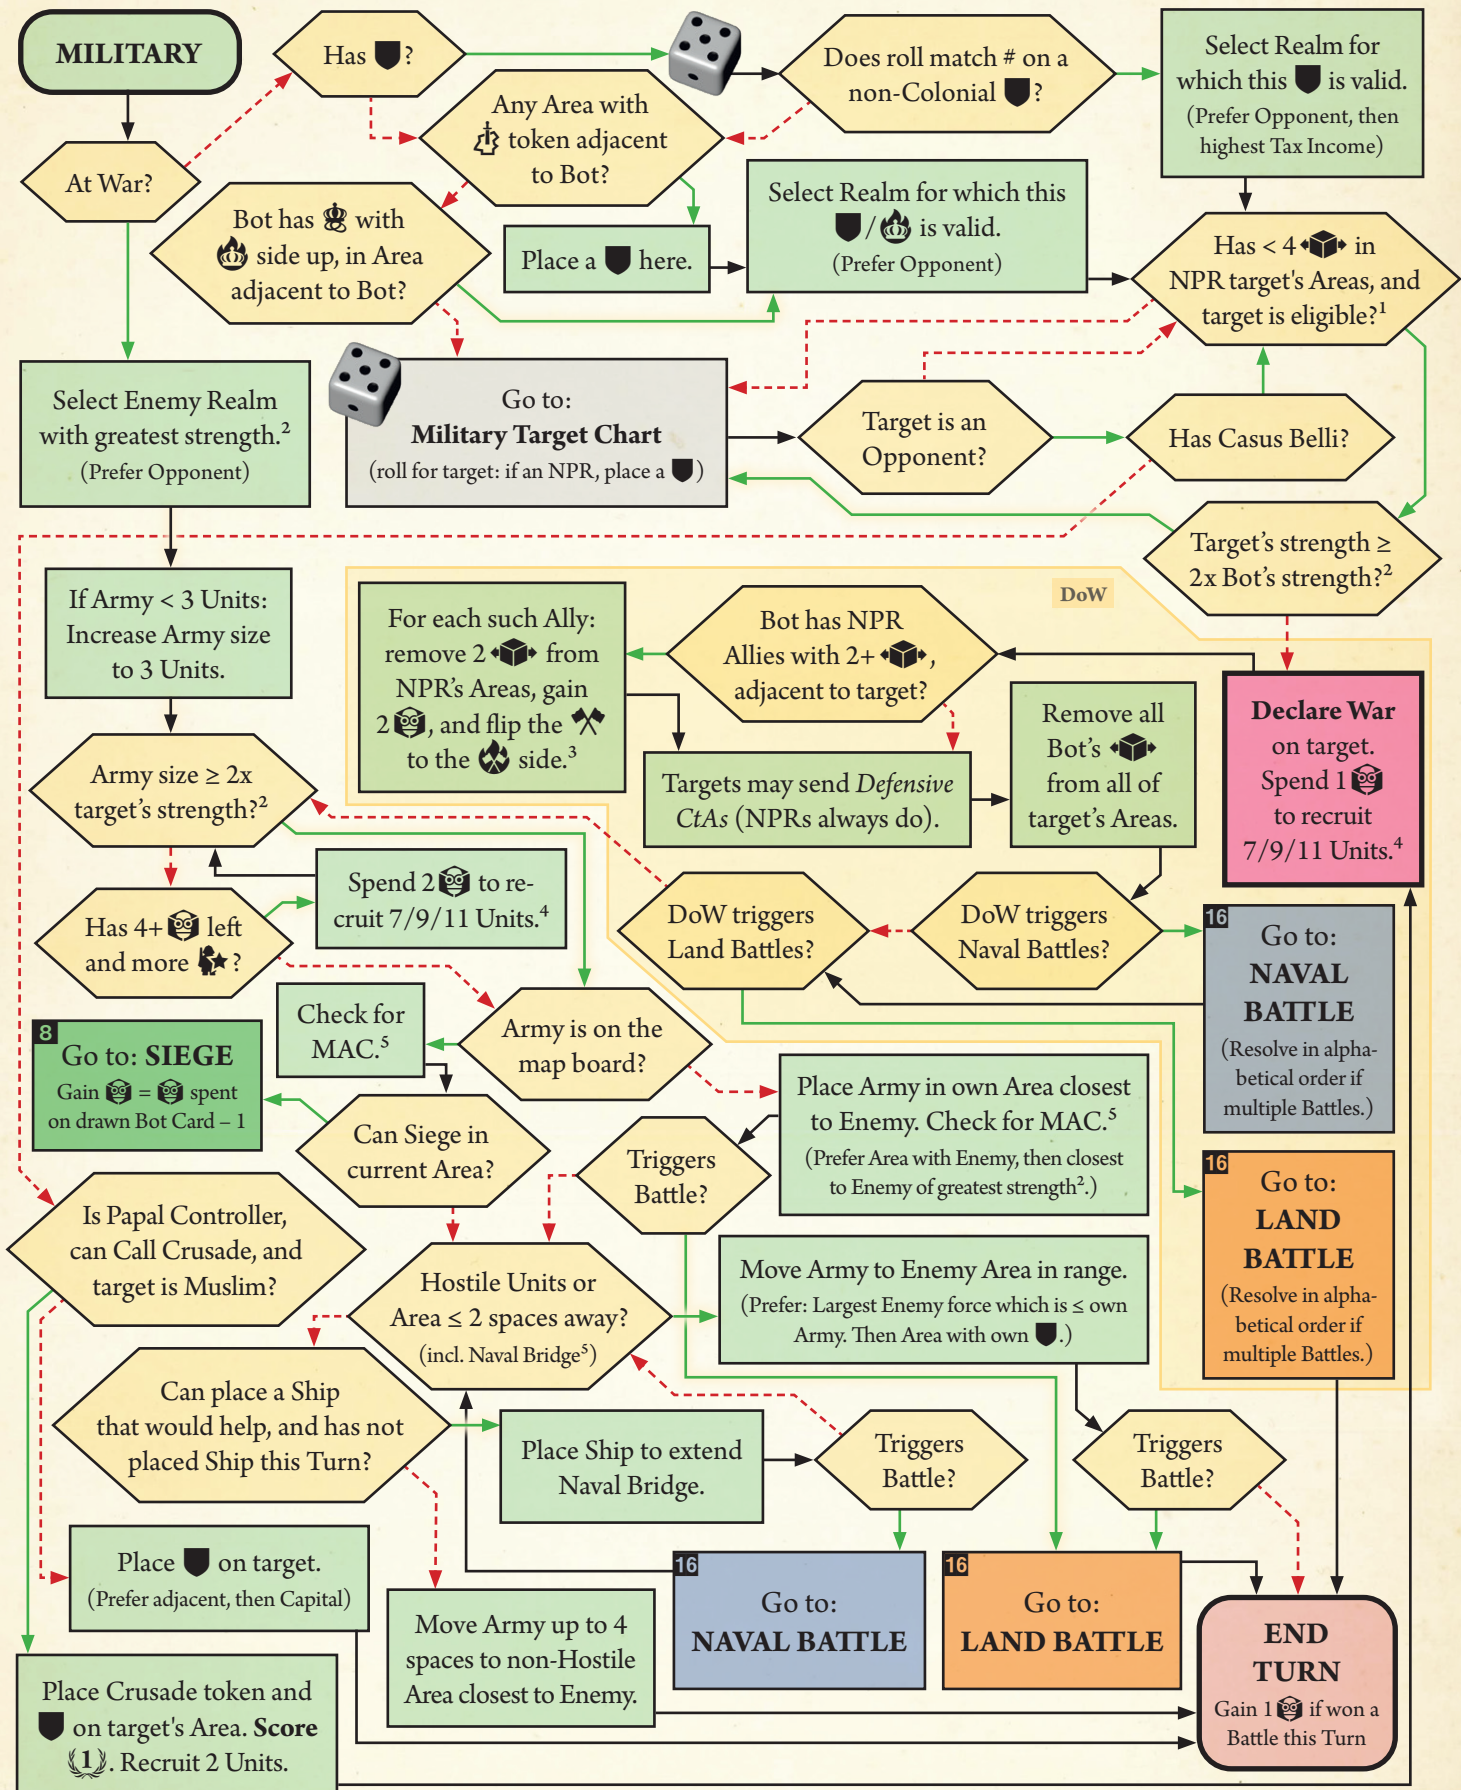 MILITARY
Has ?
Does roll match # on a
non-Colonial ?
Select Realm for
which this is valid.
(Prefer Opponent, then
highest Tax Income)
Any Area with
token adjacent
to Bot?
At War?
Bot has with
side up, in Area
adjacent to Bot?
Place a here.
Select Realm for which this
/ is valid.
(Prefer Opponent)
Has < 4 in
NPR target's Areas, and
target is eligible?¹
Select Enemy Realm
with greatest strength.²
(Prefer Opponent)
Go to:
Military Target Chart
(roll for target: if an NPR, place a )
Target is an
Opponent?
Has Casus Belli?
Target's strength ≥
2x Bot's strength?²
If Army < 3 Units:
Increase Army size
to 3 Units.
DoW
For each such Ally:
remove 2 from
NPR's Areas, gain
2 , and flip the
to the side.³
Bot has NPR
Allies with 2+ ,
adjacent to target?
Remove all
Bot's
from all of
target's Areas.
Declare War
on target.
Spend 1
to recruit
7/9/11 Units.⁴
Targets may send Defensive
CtAs (NPRs always do).
Army size ≥ 2x
target's strength?²
Spend 2 to re-
cruit 7/9/11 Units.⁴
Has 4+ left
and more ?
DoW triggers
Land Battles?
DoW triggers
Naval Battles?
16
Go to:
NAVAL
BATTLE
(Resolve in alpha-
betical order if
multiple Battles.)
Check for
MAC.⁵
Army is on the
map board?
8
Go to: SIEGE
Gain = spent
on drawn Bot Card – 1
Can Siege in
current Area?
Triggers
Battle?
Place Army in own Area closest
to Enemy. Check for MAC.⁵
(Prefer Area with Enemy, then closest
to Enemy of greatest strength².)
16
Go to:
LAND
BATTLE
(Resolve in alpha-
betical order if
multiple Battles.)
Is Papal Controller,
can Call Crusade, and
target is Muslim?
Hostile Units or
Area ≤ 2 spaces away?
(incl. Naval Bridge⁵)
Move Army to Enemy Area in range.
(Prefer: Largest Enemy force which is ≤ own
Army. Then Area with own .)
Can place a Ship
that would help, and has not
placed Ship this Turn?
Place Ship to extend
Naval Bridge.
Triggers
Battle?
Triggers
Battle?
Place on target.
(Prefer adjacent, then Capital)
Move Army up to 4
spaces to non-Hostile
Area closest to Enemy.
16
Go to:
NAVAL BATTLE
16
Go to:
LAND BATTLE
END
TURN
Gain 1 if won a
Battle this Turn
Place Crusade token and
on target's Area. Score
1 . Recruit 2 Units.